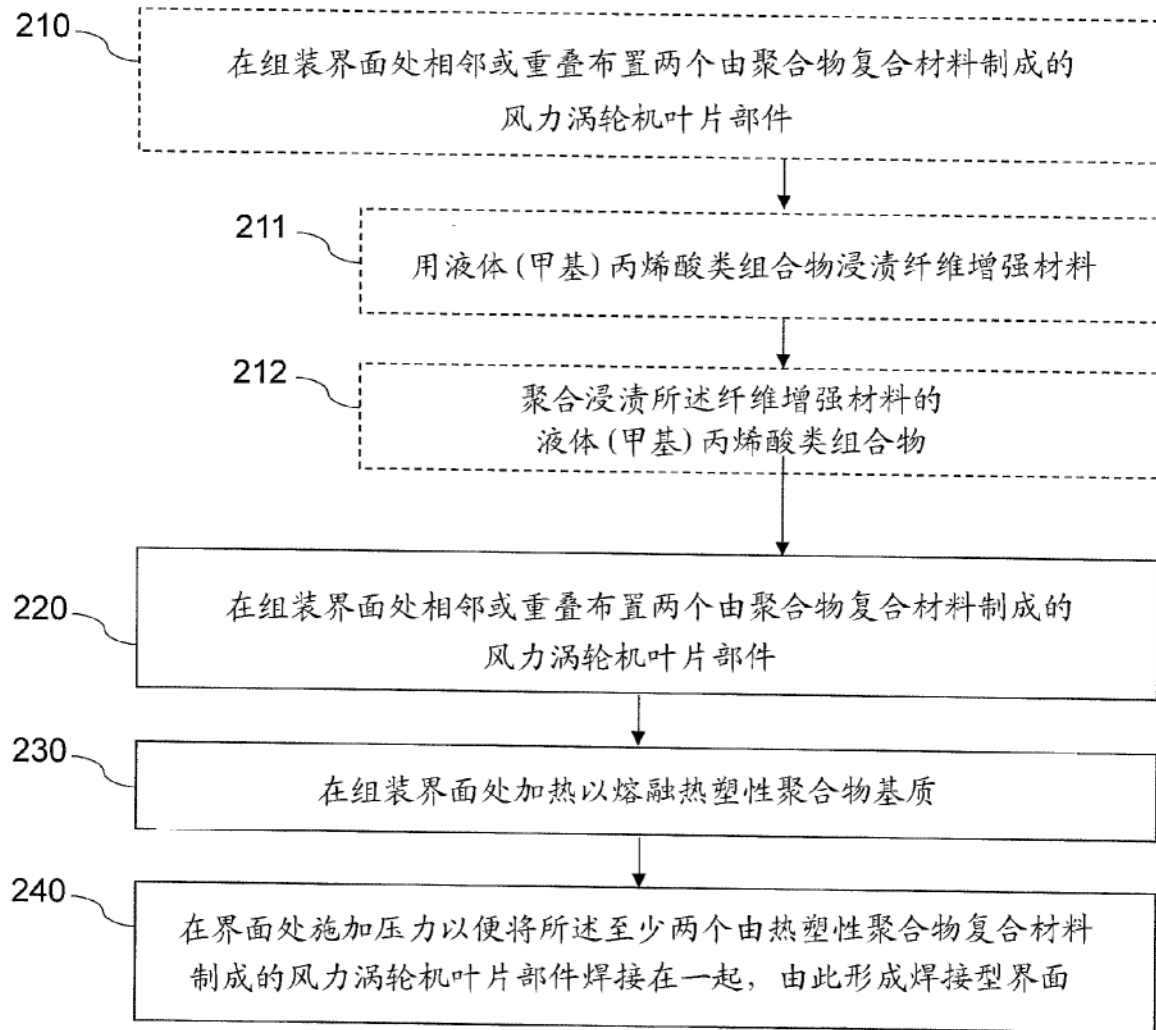 210
在组装界面处相邻或重叠布置两个由聚合物复合材料制成的
风力涡轮机叶片部件
211
用液体(甲基)丙烯酸类组合物浸渍纤维增强材料
212
聚合浸渍所述纤维增强材料的
液体(甲基)丙烯酸类组合物
220
在组装界面处相邻或重叠布置两个由聚合物复合材料制成的
风力涡轮机叶片部件
230
在组装界面处加热以熔融热塑性聚合物基质
240
在界面处施加压力以便将所述至少两个由热塑性聚合物复合材料
制成的风力涡轮机叶片部件焊接在一起，由此形成焊接型界面